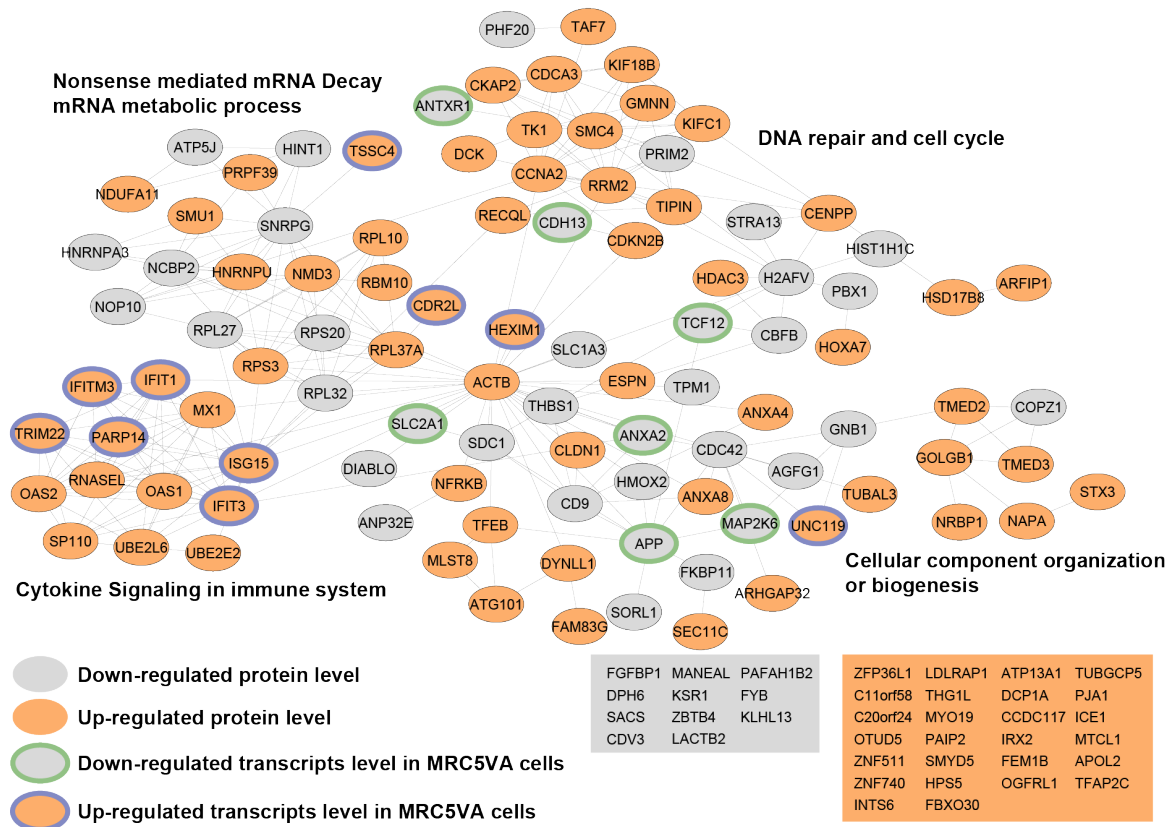 PHF20
TAF7
Nonsense mediated mRNA Decay
mRNA metabolic process
CKAP2
CDCA3
KIF18B
ANTXR1
GMNN
TK1
SMC4
KIFC1
DNA repair and cell cycle
ATP5J
HINT1
TSSC4
DCK
PRIM2
NDUFA11
PRPF39
CCNA2
RRM2
SMU1
SNRPG
RECQL
CDH13
TIPIN
STRA13
CENPP
RPL10
CDKN2B
HIST1H1C
HNRNPA3
NCBP2
HNRNPU
NMD3
RBM10
HDAC3
H2AFV
PBX1
HSD17B8
ARFIP1
NOP10
CDR2L
RPL27
RPS20
HEXIM1
TCF12
CBFB
HOXA7
RPL37A
SLC1A3
RPS3
IFITM3
IFIT1
RPL32
ACTB
ESPN
TPM1
MX1
THBS1
ANXA4
TMED2
COPZ1
TRIM22
PARP14
SLC2A1
SDC1
ANXA2
GNB1
ISG15
CLDN1
CDC42
GOLGB1
TMED3
DIABLO
AGFG1
OAS2
RNASEL
OAS1
NFRKB
HMOX2
ANXA8
TUBAL3
STX3
IFIT3
CD9
ANP32E
TFEB
MAP2K6
UNC119
NRBP1
NAPA
SP110
UBE2L6
UBE2E2
APP
MLST8
DYNLL1
FKBP11
Cellular component organization
or biogenesis
Cytokine Signaling in immune system
ATG101
ARHGAP32
SORL1
FAM83G
SEC11C
Down-regulated protein level
Up-regulated protein level
Down-regulated transcripts level in MRC5VA cells
Up-regulated transcripts level in MRC5VA cells
FGFBP1 MANEAL PAFAH1B2
DPH6 KSR1 FYB
SACS ZBTB4 KLHL13
CDV3 LACTB2
ZFP36L1 LDLRAP1 ATP13A1 TUBGCP5
C11orf58 THG1L DCP1A PJA1
C20orf24 MYO19 CCDC117 ICE1
OTUD5 PAIP2 IRX2 MTCL1
ZNF511 SMYD5 FEM1B APOL2
ZNF740 HPS5 OGFRL1 TFAP2C
INTS6 FBXO30